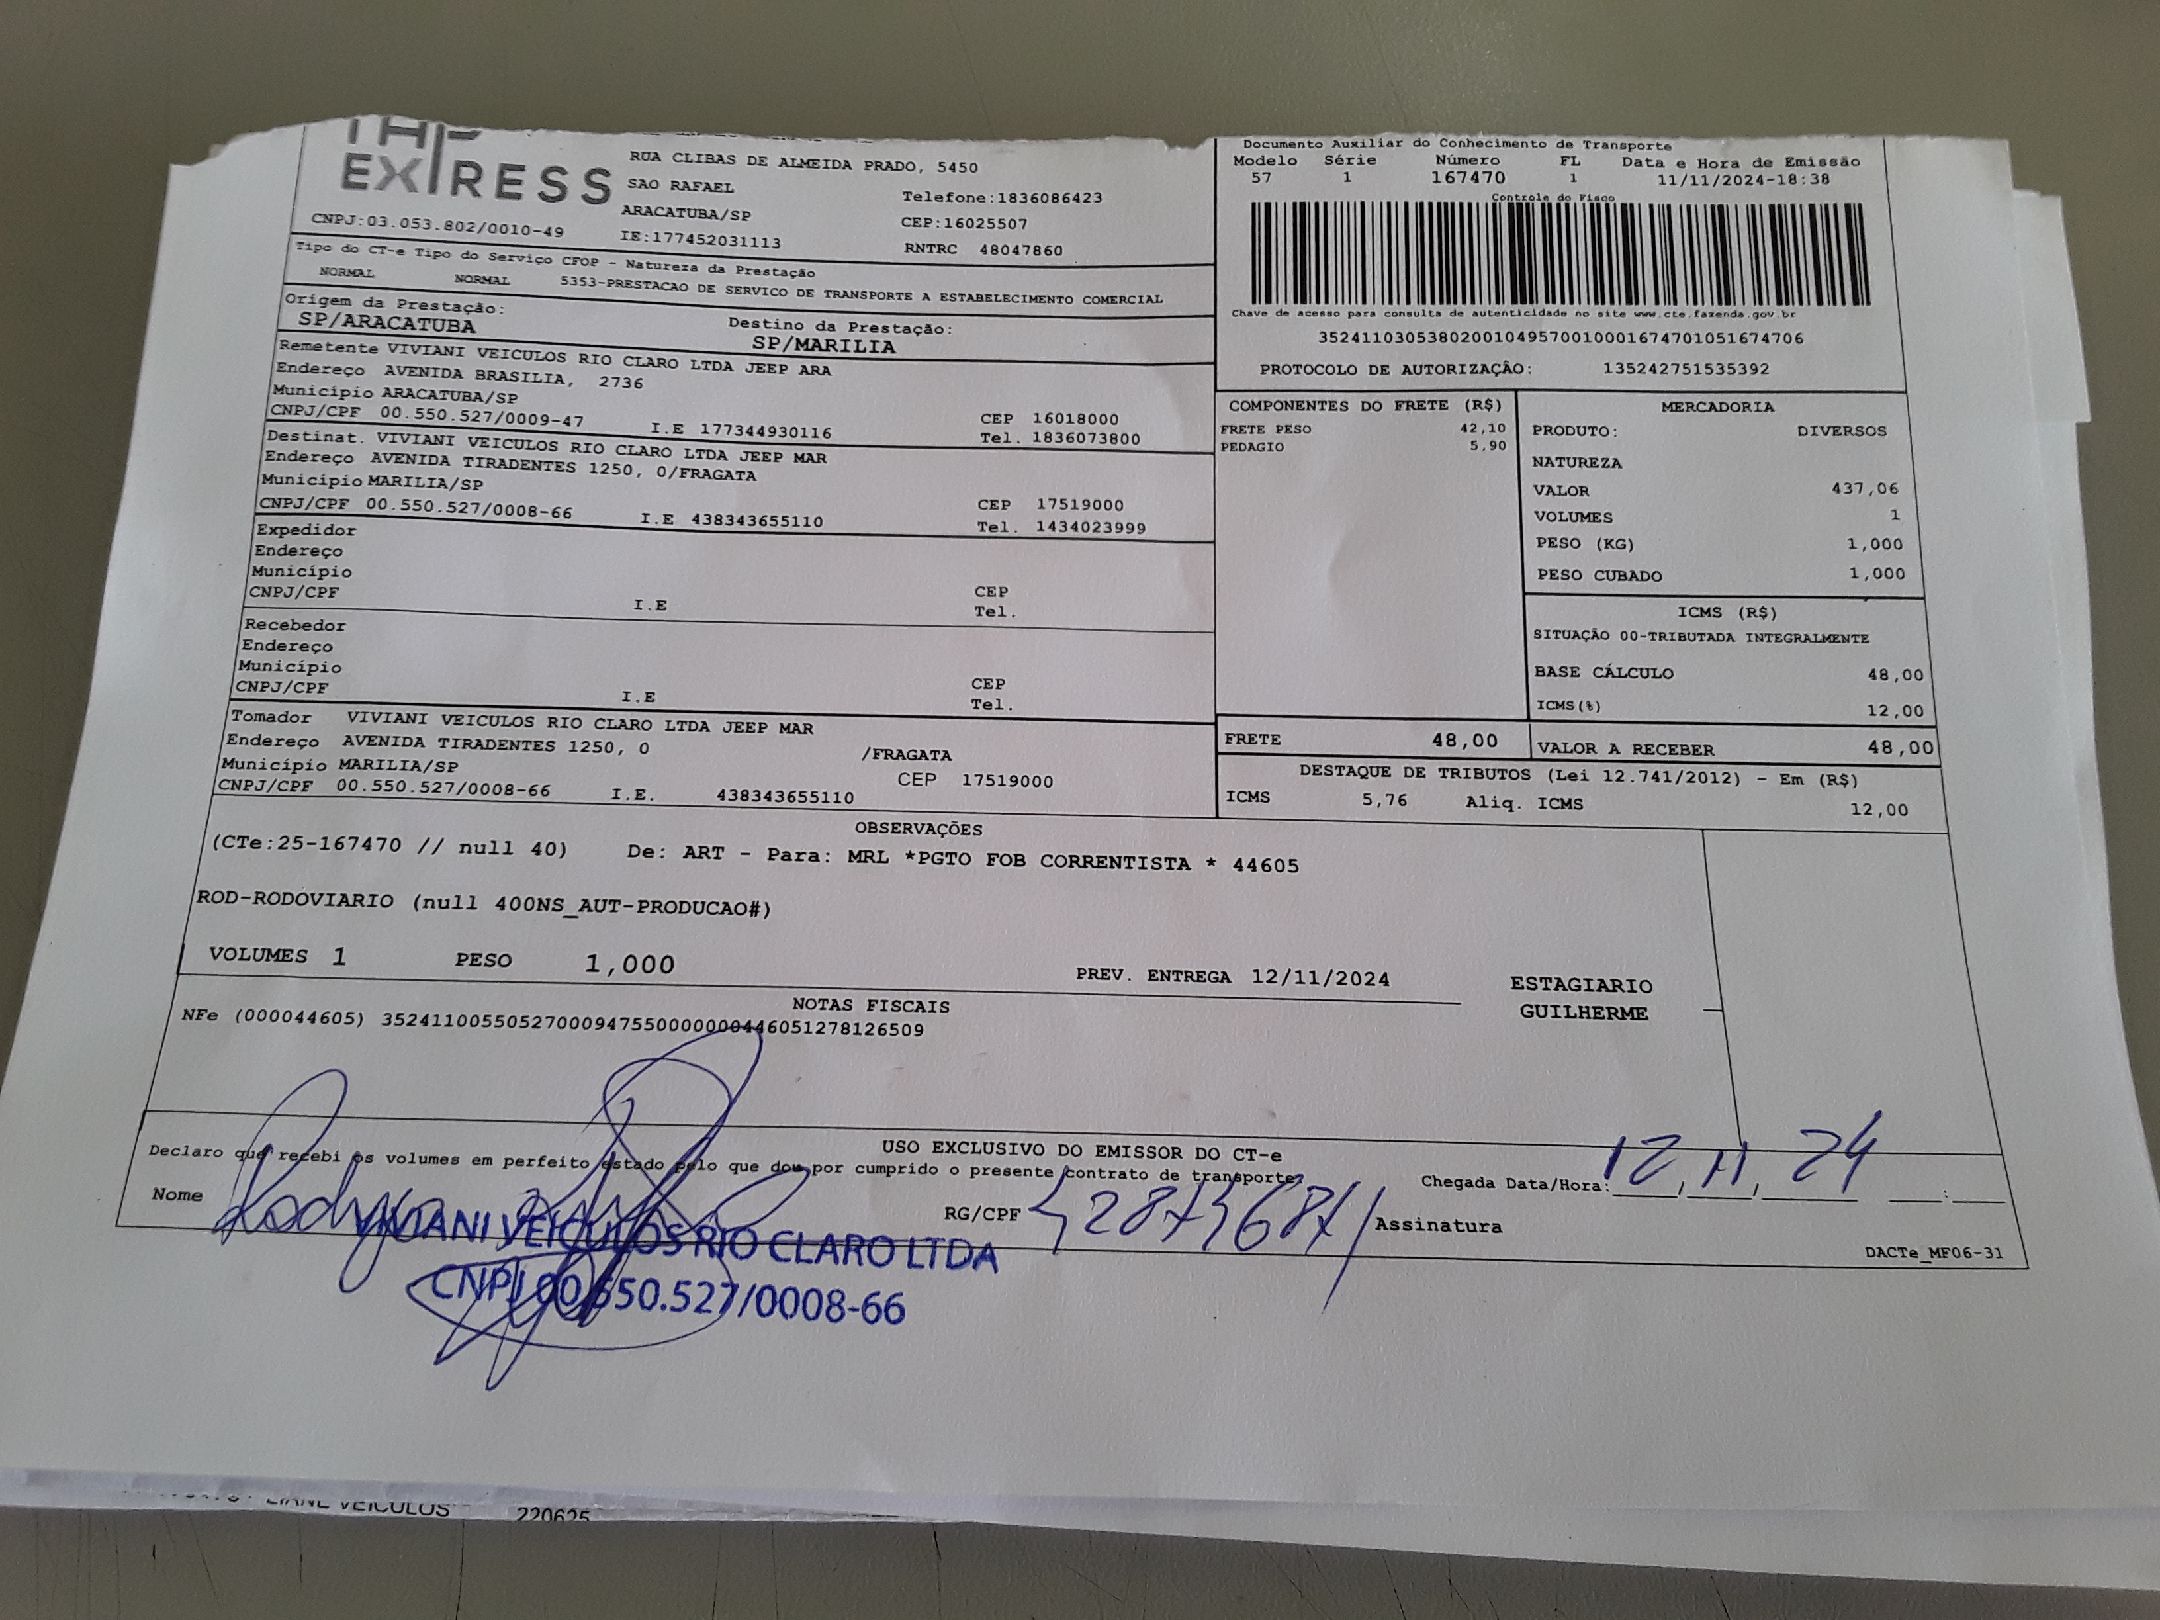 EXPRESS
RUA CLIBAS DE ALMEIDA PRADO, 5450
SAO RAFAEL
Telefone:1836086423
ARACATUBA/SP
CEP:16025507
CNPJ:03.053.802/0010-49
IE:177452031113
RNTRC 48047860
Tipo do CT-e Tipo do Serviço CFOP - Natureza da Prestação
NORMAL NORMAL 5353-PRESTACAO DE SERVICO DE TRANSPORTE A ESTABELECIMENTO COMERCIAL
Origem da Prestação:
SP/ARACATUBA
Destino da Prestação:
SP/MARILIA
Remetente VIVIANI VEICULOS RIO CLARO LTDA JEEP ARA
Endereço AVENIDA BRASILIA, 2736
Município ARACATUBA/SP
CEP 16018000
CNPJ/CPF 00.550.527/0009-47 I.E 177344930116 Tel. 1836073800
Destinat. VIVIANI VEICULOS RIO CLARO LTDA JEEP MAR
Endereço AVENIDA TIRADENTES 1250, 0/FRAGATA
Município MARILIA/SP
CEP 17519000
CNPJ/CPF 00.550.527/0008-66 I.E 438343655110 Tel. 1434023999
Expedidor
Endereço
Município
CEP
CNPJ/CPF I.E Tel.
Recebedor
Endereço
Município
CEP
CNPJ/CPF I.E Tel.
Tomador VIVIANI VEICULOS RIO CLARO LTDA JEEP MAR
Endereço AVENIDA TIRADENTES 1250, 0 /FRAGATA
Município MARILIA/SP CEP 17519000
CNPJ/CPF 00.550.527/0008-66 I.E. 438343655110
Documento Auxiliar do Conhecimento de Transporte
Modelo Série Número FL Data e Hora de Emissão
57 1 167470 1 11/11/2024-18:38
Controle do Fisco
Chave de acesso para consulta de autenticidade no site www.cte.fazenda.gov.br
35241103053802001049570010001674701051674706
PROTOCOLO DE AUTORIZAÇÃO: 135242751535392
COMPONENTES DO FRETE (R$)
FRETE PESO 42,10
PEDAGIO 5,90
MERCADORIA
PRODUTO: DIVERSOS
NATUREZA
VALOR 437,06
VOLUMES 1
PESO (KG) 1,000
PESO CUBADO 1,000
ICMS (R$)
SITUAÇÃO 00-TRIBUTADA INTEGRALMENTE
BASE CÁLCULO 48,00
ICMS(%) 12,00
FRETE 48,00 VALOR A RECEBER 48,00
DESTAQUE DE TRIBUTOS (Lei 12.741/2012) - Em (R$)
ICMS 5,76 Aliq. ICMS 12,00
OBSERVAÇÕES
(CTe:25-167470 // null 40) De: ART - Para: MRL *PGTO FOB CORRENTISTA * 44605
ROD-RODOVIARIO (null 400NS_AUT-PRODUCAO#)
VOLUMES 1 PESO 1,000 PREV. ENTREGA 12/11/2024
ESTAGIARIO
GUILHERME
NOTAS FISCAIS
NFe (000044605) 35241100550527000947550000000446051278126509
USO EXCLUSIVO DO EMISSOR DO CT-e
Declaro que recebi os volumes em perfeito estado pelo que dou por cumprido o presente contrato de transporte
Chegada Data/Hora: 12, 11, 24 :
Nome
RG/CPF
Assinatura
VIVIANI VEICULOS RIO CLARO LTDA
CNPJ 00.550.527/0008-66
DACTe_MF06-31
VEICULOS 220625